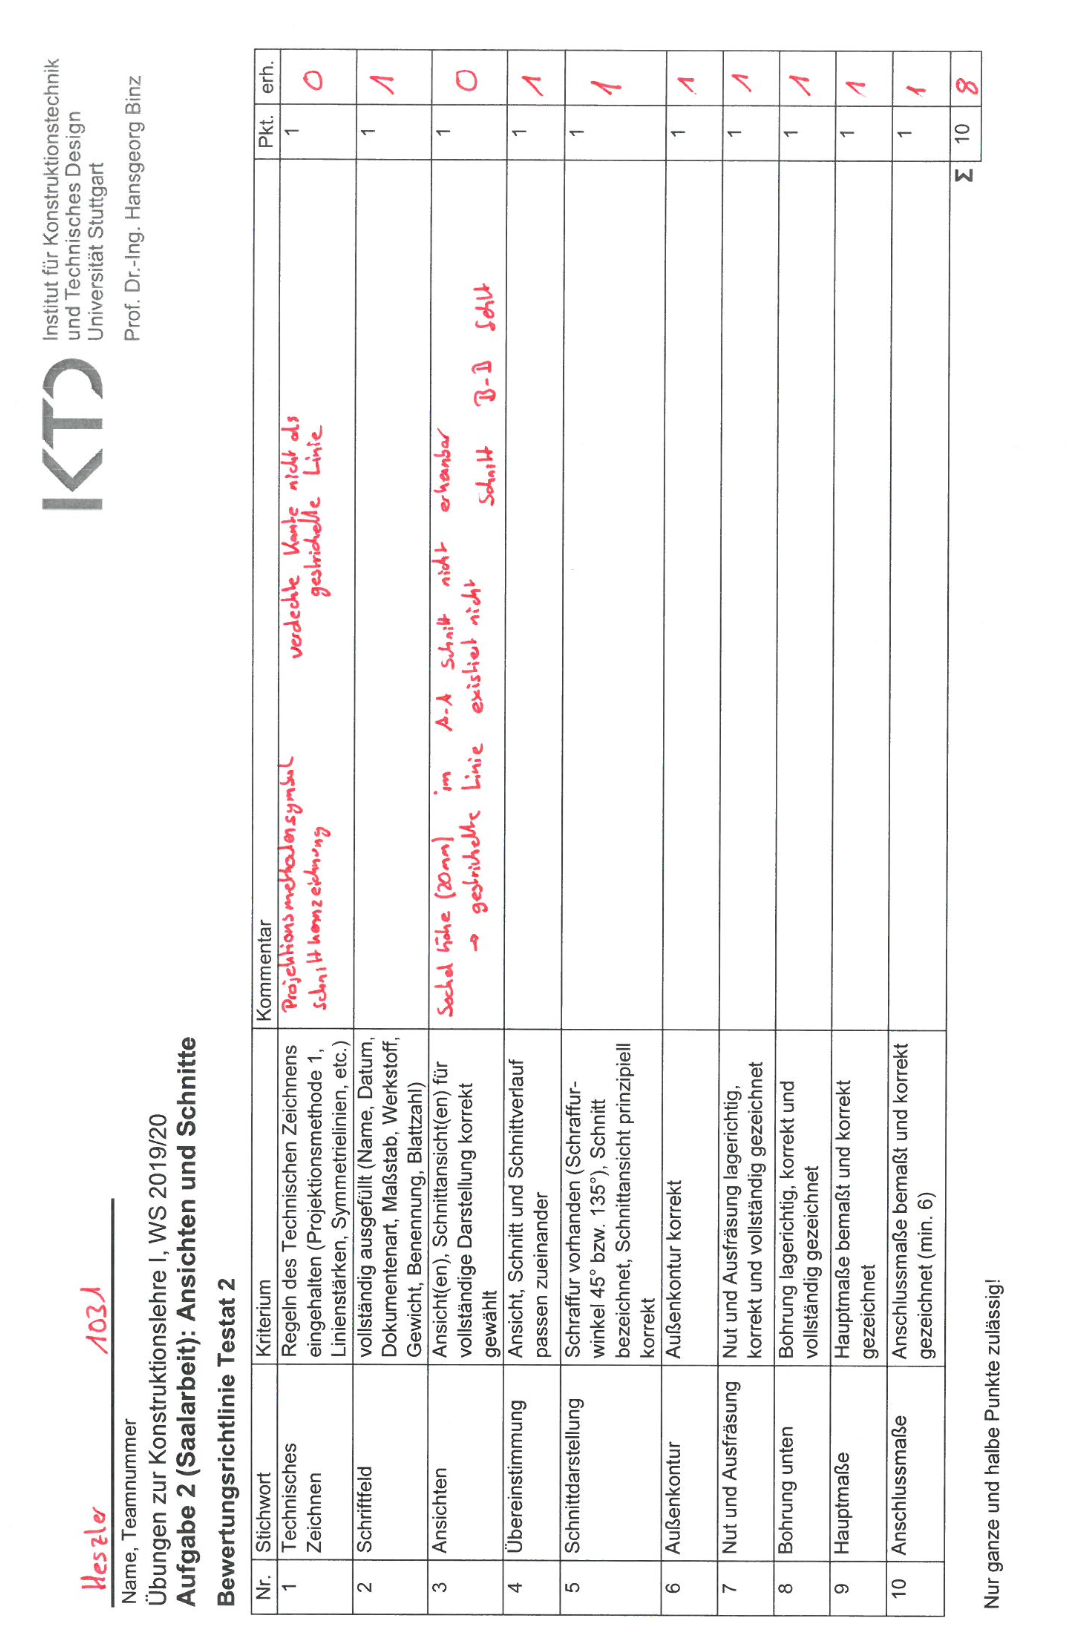 Heszler 1031
Name, Teamnummer
IKTD
Institut für Konstruktionstechnik
und Technisches Design
Universität Stuttgart
Prof. Dr.-Ing. Hansgeorg Binz
Übungen zur Konstruktionslehre I, WS 2019/20
Aufgabe 2 (Saalarbeit): Ansichten und Schnitte
Bewertungsrichtlinie Testat 2
Nr. Stichwort Kriterium Kommentar Pkt. erh.
1 Technisches Regeln des Technischen Zeichnens Projektionsmethodensymbol verdeckte Kante nicht als 1 0
Zeichnen eingehalten (Projektionsmethode 1, Schnittkennzeichnung gestrichelte Linie
Linienstärken, Symmetrielinien, etc.)
2 Schriftfeld vollständig ausgefüllt (Name, Datum, 1 1
Dokumentenart, Maßstab, Werkstoff,
Gewicht, Benennung, Blattzahl)
3 Ansichten Ansicht(en), Schnittansicht(en) für Sockel höhe (20mm) im A-A Schnitt nicht erkennbar 1 0
vollständige Darstellung korrekt → gestrichelte Linie existiert nicht Schnitt B-B fehlt
gewählt
4 Übereinstimmung Ansicht, Schnitt und Schnittverlauf 1 1
passen zueinander
5 Schnittdarstellung Schraffur vorhanden (Schraffur- 1 1
winkel 45° bzw. 135°), Schnitt
bezeichnet, Schnittansicht prinzipiell
korrekt
6 Außenkontur Außenkontur korrekt 1 1
7 Nut und Ausfräsung Nut und Ausfräsung lagerichtig, 1 1
korrekt und vollständig gezeichnet
8 Bohrung unten Bohrung lagerichtig, korrekt und 1 1
vollständig gezeichnet
9 Hauptmaße Hauptmaße bemaßt und korrekt 1 1
gezeichnet
10 Anschlussmaße Anschlussmaße bemaßt und korrekt 1 1
gezeichnet (min. 6)
Σ 10 8
Nur ganze und halbe Punkte zulässig!